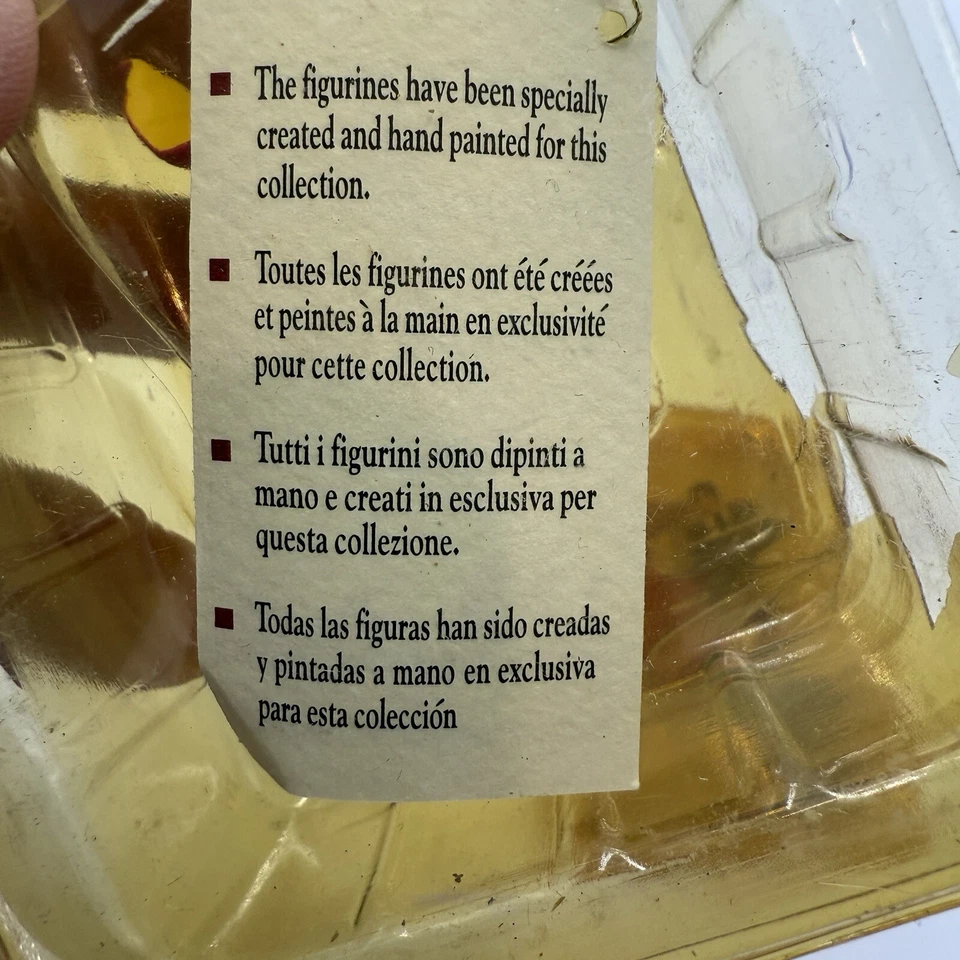 ■ The figurines have been specially
created and hand painted for this
collection.
■ Toutes les figurines ont été créées
et peintes à la main en exclusivité
pour cette collection.
■ Tutti i figurini sono dipinti a
mano e creati in esclusiva per
questa collezione.
■ Todas las figuras han sido creadas
y pintadas a mano en exclusiva
para esta colección